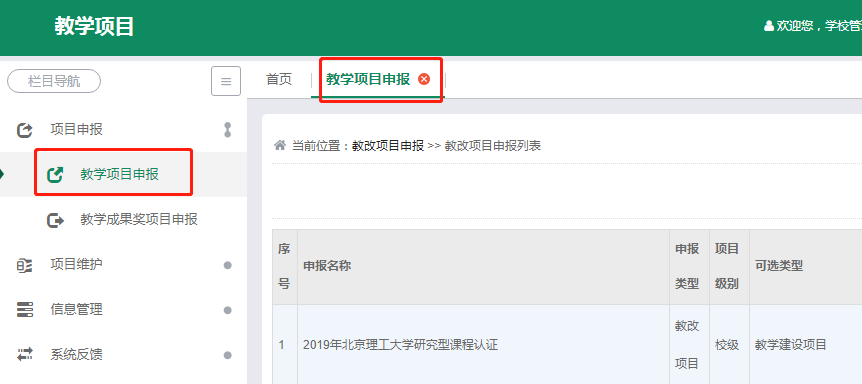 教学项目
欢迎您，学校管
栏目导航
首页
教学项目申报
项目申报
当前位置：教改项目申报 >> 教改项目申报列表
教学项目申报
教学成果奖项目申报
项目维护
信息管理
系统反馈
序号
申报名称
申报类型
项目级别
可选类型
1
2019年北京理工大学研究型课程认证
教改项目
校级
教学建设项目